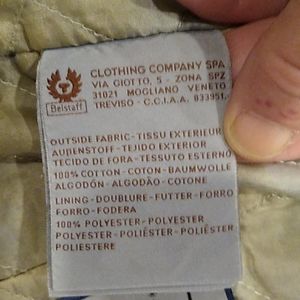 Belstaff
CLOTHING COMPANY SPA
VIA GIOTTO, 5 - ZONA SPZ
31021 MOGLIANO VENETO
TREVISO - C.C.I.A.A. 033951
OUTSIDE FABRIC-TISSU EXTERIEUR
AUßENSTOFF-TEJIDO EXTERIOR
TECIDO DE FORA-TESSUTO ESTERNO
100% COTTON-COTON-BAUMWOLLE
ALGODÓN-ALGODÃO-COTONE
LINING-DOUBLURE-FUTTER-FORRO
FORRO-FODERA
100% POLYESTER-POLYESTER
POLYESTER-POLIÉSTER-POLIÉSTER
POLIESTERE